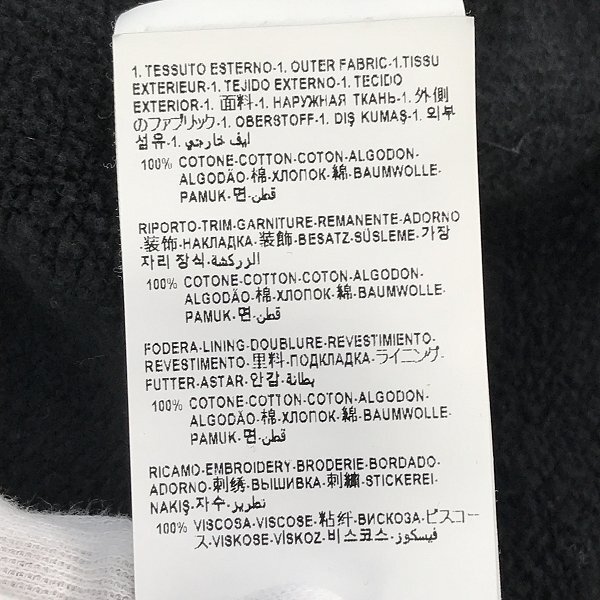 1. TESSUTO ESTERNO-1. OUTER FABRIC-1.TISSU
EXTERIEUR-1. TEJIDO EXTERNO-1. TECIDO
EXTERIOR-1. 面料-1. НАРУЖНАЯ ТКАНЬ-1. 外側
のファブリック-1. OBERSTOFF-1. DIŞ KUMAŞ-1. 외부
섬유-1. ليف خارجي
100% COTONE-COTTON-COTON-ALGODON-
ALGODÃO-棉-ХЛОПОК-綿-BAUMWOLLE-
PAMUK-면-قطن
RIPORTO-TRIM-GARNITURE-REMANENTE-ADORNO
-装饰-НАКЛАДКА-装飾-BESATZ-SÜSLEME-가장
자리 장식-الزركشة
100% COTONE-COTTON-COTON-ALGODON-
ALGODÃO-棉-ХЛОПОК-綿-BAUMWOLLE-
PAMUK-면-قطن
FODERA-LINING-DOUBLURE-REVESTIMIENTO-
REVESTIMENTO-里料-ПОДКЛАДКА-ライニング-
FUTTER-ASTAR-안감-بطانة
100% COTONE-COTTON-COTON-ALGODON-
ALGODÃO-棉-ХЛОПОК-綿-BAUMWOLLE-
PAMUK-면-قطن
RICAMO-EMBROIDERY-BRODERIE-BORDADO-
ADORNO-刺绣-ВЫШИВКА-刺繍-STICKEREI-
NAKIŞ-자수-تطريز
100% VISCOSA-VISCOSE-粘纤-ВИСКОЗА-ビスコー
ス-VISKOSE-VİSKOZ-비스코스-فيسكوز